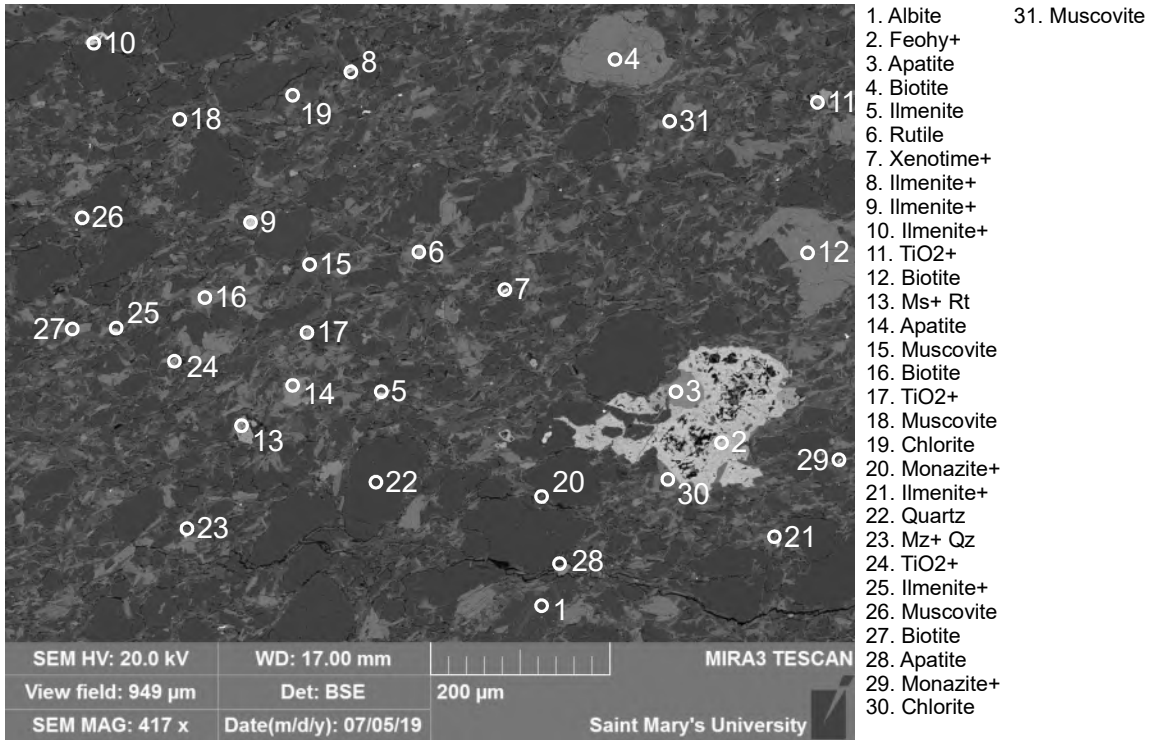 10
8
4
19
11
18
31
26
9
6
12
15
16
7
25
27
17
24
14
5
3
13
2
29
22
20
30
23
21
28
1
SEM HV: 20.0 kV
WD: 17.00 mm
MIRA3 TESCAN
View field: 949 µm
Det: BSE
200 µm
SEM MAG: 417 x
Date(m/d/y): 07/05/19
Saint Mary's University
1. Albite
2. Feohy+
3. Apatite
4. Biotite
5. Ilmenite
6. Rutile
7. Xenotime+
8. Ilmenite+
9. Ilmenite+
10. Ilmenite+
11. TiO2+
12. Biotite
13. Ms+ Rt
14. Apatite
15. Muscovite
16. Biotite
17. TiO2+
18. Muscovite
19. Chlorite
20. Monazite+
21. Ilmenite+
22. Quartz
23. Mz+ Qz
24. TiO2+
25. Ilmenite+
26. Muscovite
27. Biotite
28. Apatite
29. Monazite+
30. Chlorite
31. Muscovite